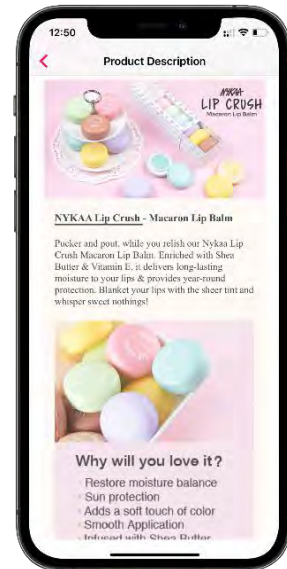 12:50
Product Description
NYKAA
LIP CRUSH
Macaron Lip Balm
NYKAA Lip Crush - Macaron Lip Balm
Pucker and pout, while you relish our Nykaa Lip
Crush Macaron Lip Balm. Enriched with Shea
Butter & Vitamin E, it delivers long-lasting
moisture to your lips & provides year-round
protection. Blanket your lips with the sheer tint and
whisper sweet nothings!
Why will you love it?
Restore moisture balance
Sun protection
Adds a soft touch of color
Smooth Application
Infused with Shea Butter